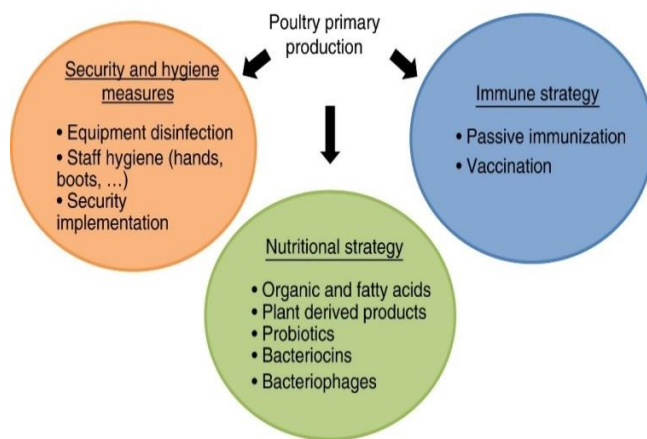 Poultry primary
production
Security and hygiene
measures
• Equipment disinfection
• Staff hygiene (hands,
boots, ...)
• Security
implementation
Immune strategy
• Passive immunization
• Vaccination
Nutritional strategy
• Organic and fatty acids
• Plant derived products
• Probiotics
• Bacteriocins
• Bacteriophages